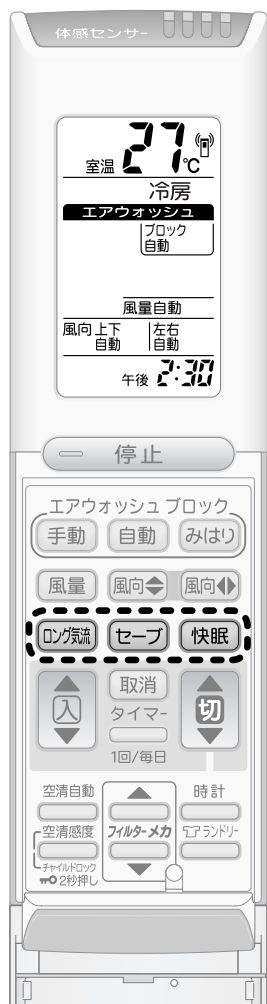 体感センサー
27℃
室温
冷房
エアウォッシュ
ブロック
自動
風量自動
風向 上下 左右
自動 自動
午後 2:30
停止
エアウォッシュ ブロック
手動 自動 みはり
風量 風向 風向
ロング気流 セーブ 快眠
入 取消 切
タイマー
1回/毎日
空清自動 時計
空清感度 フィルターメカ ランドリー
チャイルドロック
2秒押し